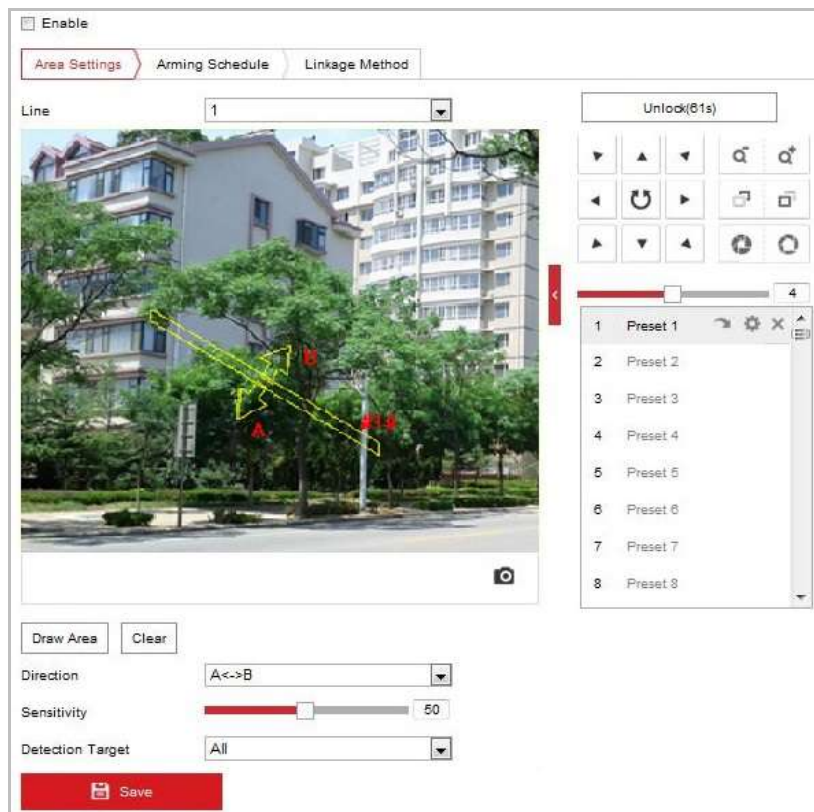 Enable
Area Settings
Arming Schedule
Linkage Method
Line
1
Unlock(61s)
B
A
#1#
4
1 Preset 1
2 Preset 2
3 Preset 3
4 Preset 4
5 Preset 5
6 Preset 6
7 Preset 7
8 Preset 8
Draw Area
Clear
Direction
A<->B
Sensitivity
50
Detection Target
All
Save